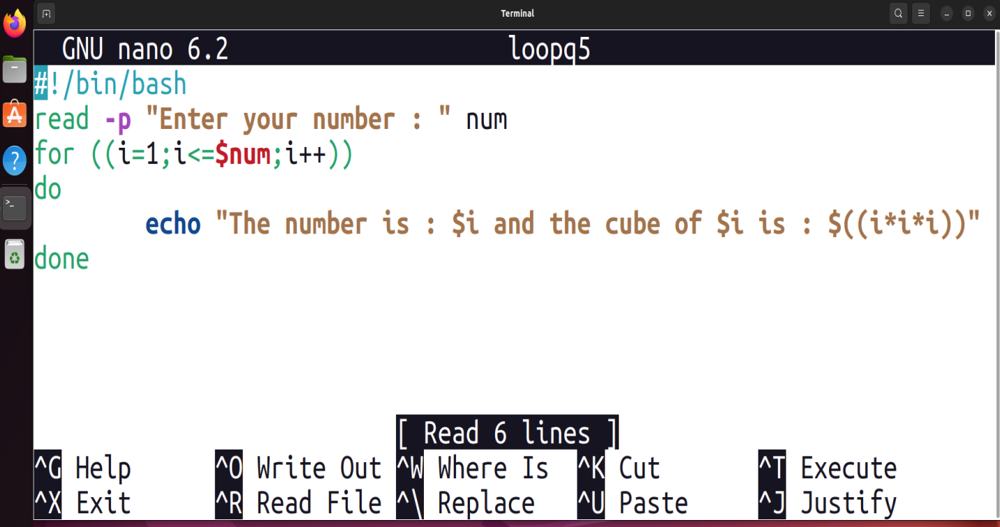 Terminal
GNU nano 6.2 loopq5
#!/bin/bash
read -p "Enter your number : " num
for ((i=1;i<=$num;i++))
do
        echo "The number is : $i and the cube of $i is : $((i*i*i))"
done
[ Read 6 lines ]
^G Help ^O Write Out ^W Where Is ^K Cut ^T Execute
^X Exit ^R Read File ^\ Replace ^U Paste ^J Justify